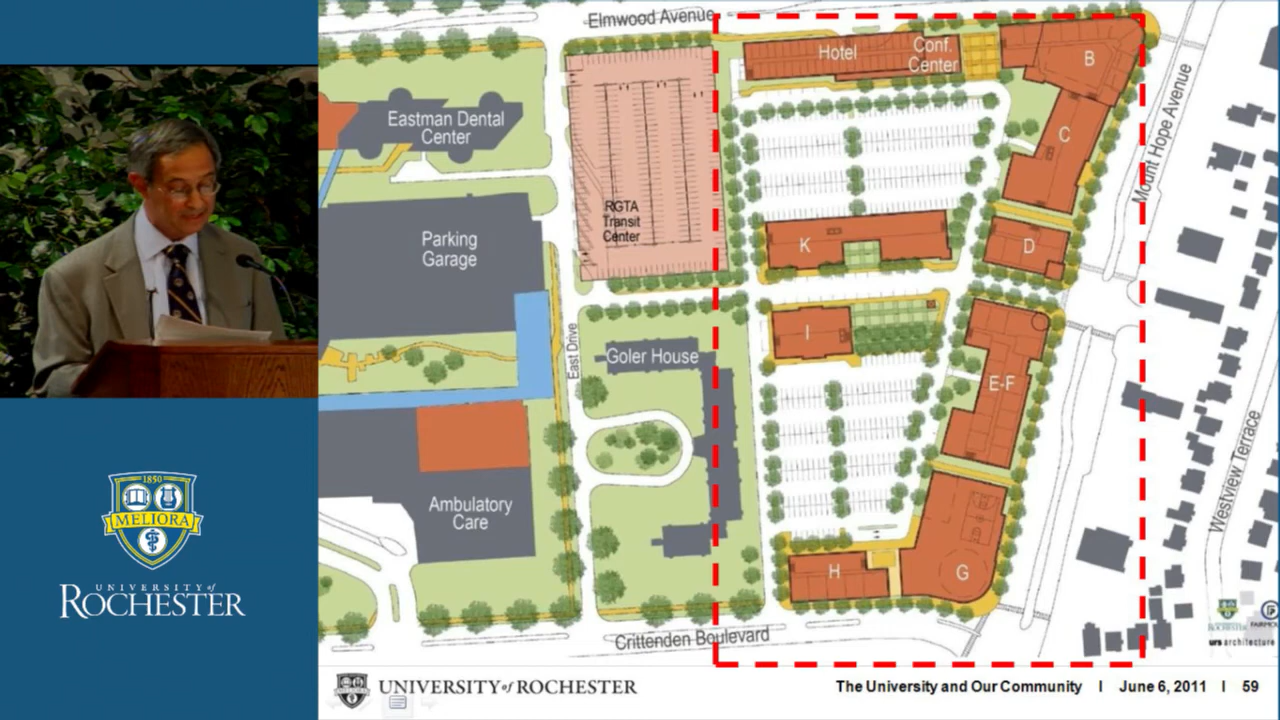 Elmwood Avenue
Hotel
Conf.
Center
B
Eastman Dental
Center
C
Mount Hope Avenue
RGTA
Transit
Center
Parking
Garage
K
D
I
East Drive
Goler House
E-F
Ambulatory
Care
Westview Terrace
H
G
Crittenden Boulevard
urs architecture
1850
MELIORA
UNIVERSITY of
ROCHESTER
UNIVERSITY of ROCHESTER
The University and Our Community | June 6, 2011 | 59